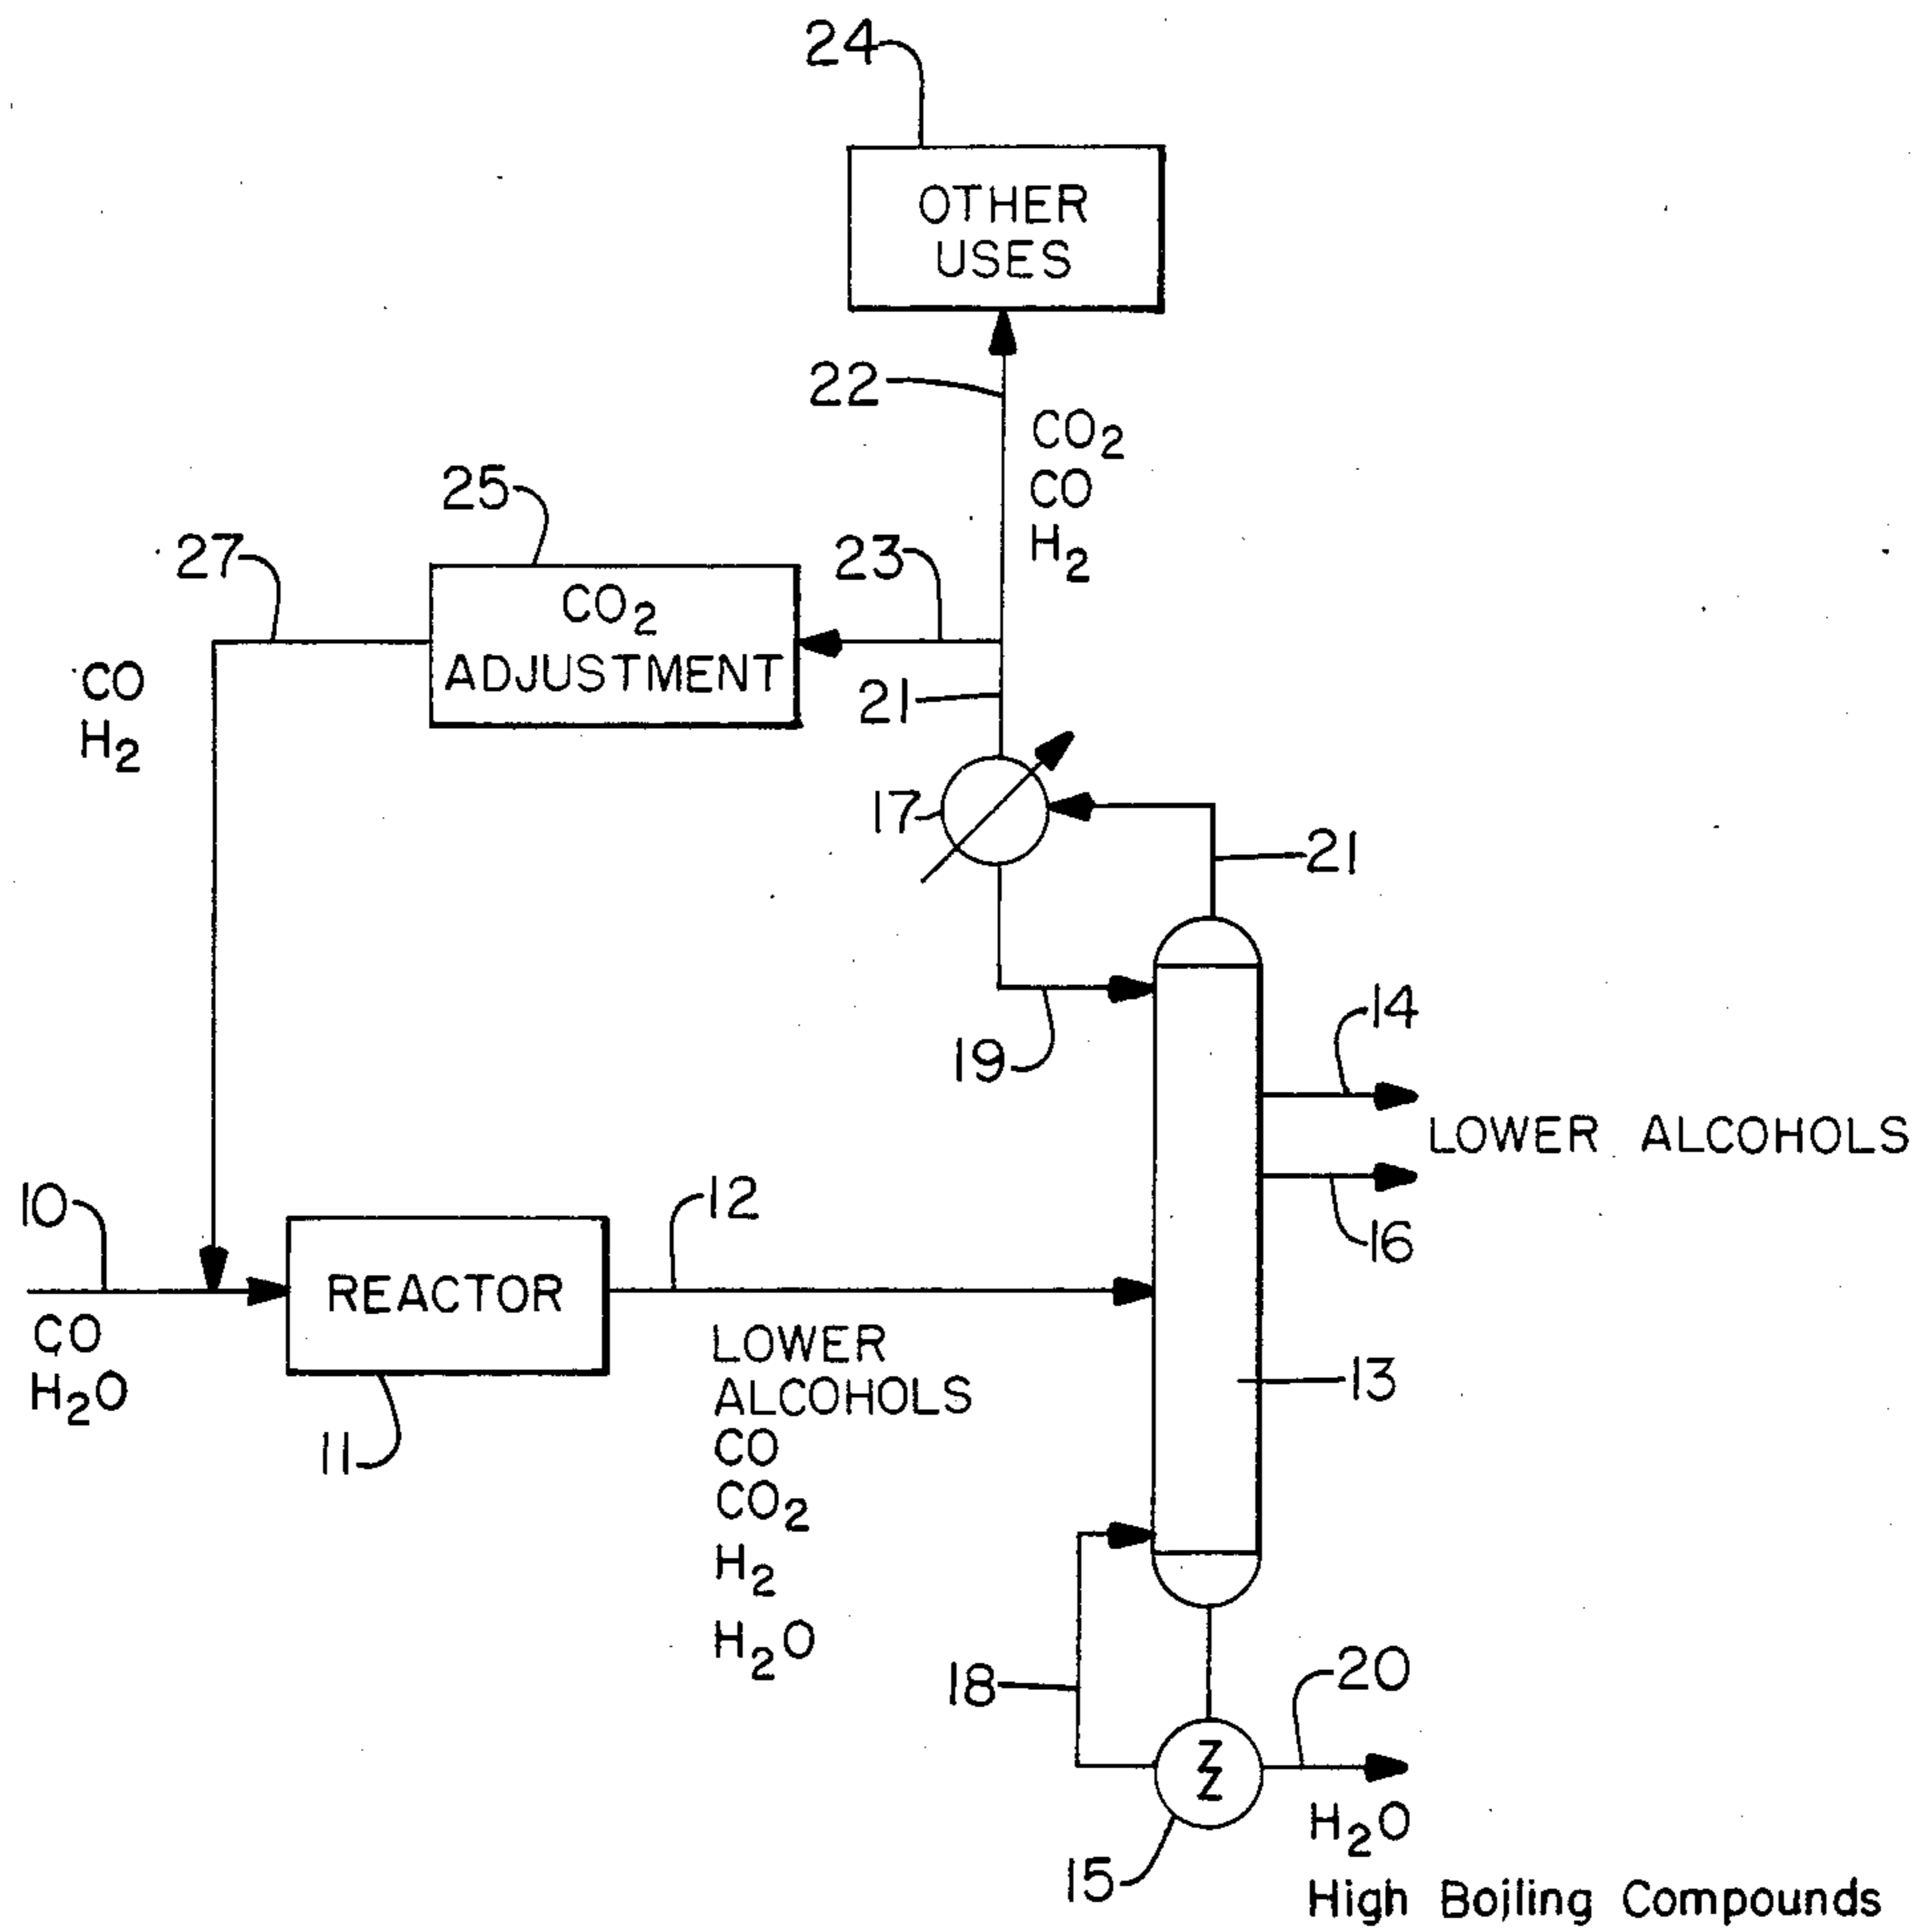 24
OTHER
USES
22
CO2
CO
H2
25
23
27
CO2
ADJUSTMENT
CO
H2
21
17
21
19
14
LOWER ALCOHOLS
16
10
12
REACTOR
CO
H2O
11
LOWER
ALCOHOLS
CO
CO2
H2
H2O
13
18
20
15
H2O
High Boiling Compounds